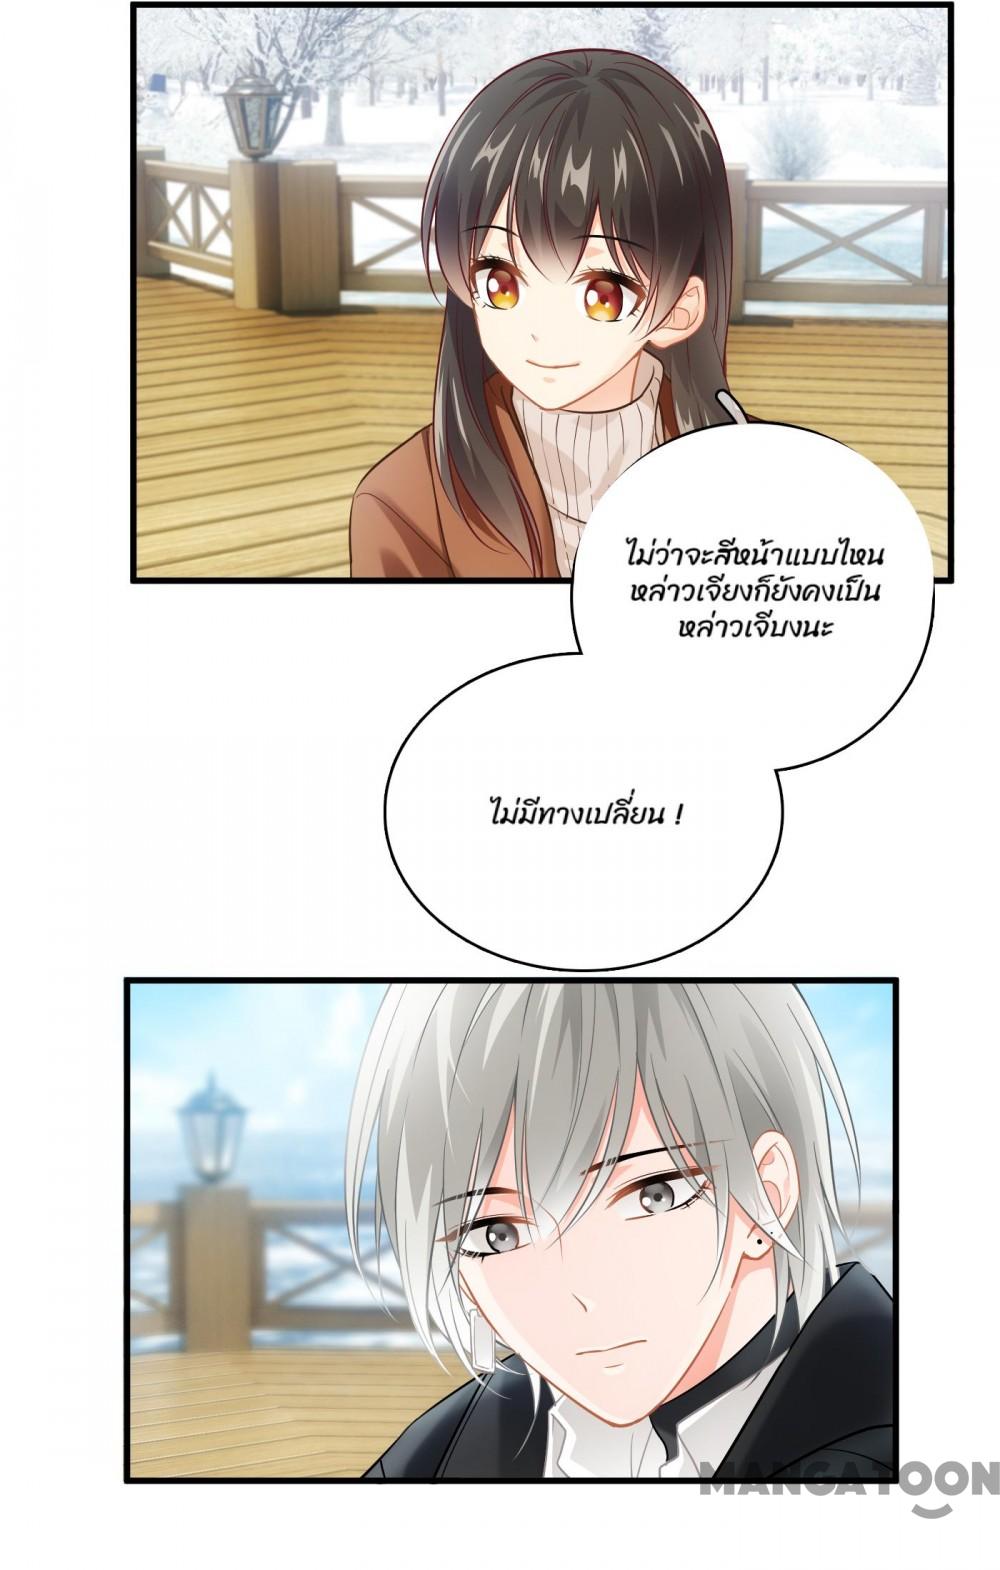 ไม่ว่าจะสีหน้าแบบไหน
หล่าวเจียงก็ยังคงเป็น
หล่าวเจีบงนะ
ไม่มีทางเปลี่ยน !
MANGATOON